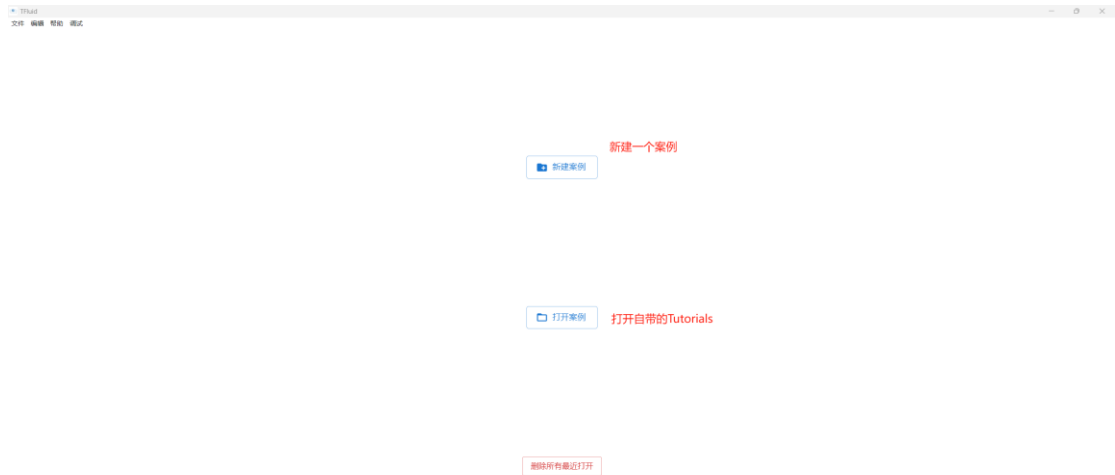 TFluid
文件 编辑 帮助 调试
新建一个案例
新建案例
打开案例 打开自带的Tutorials
删除所有最近打开